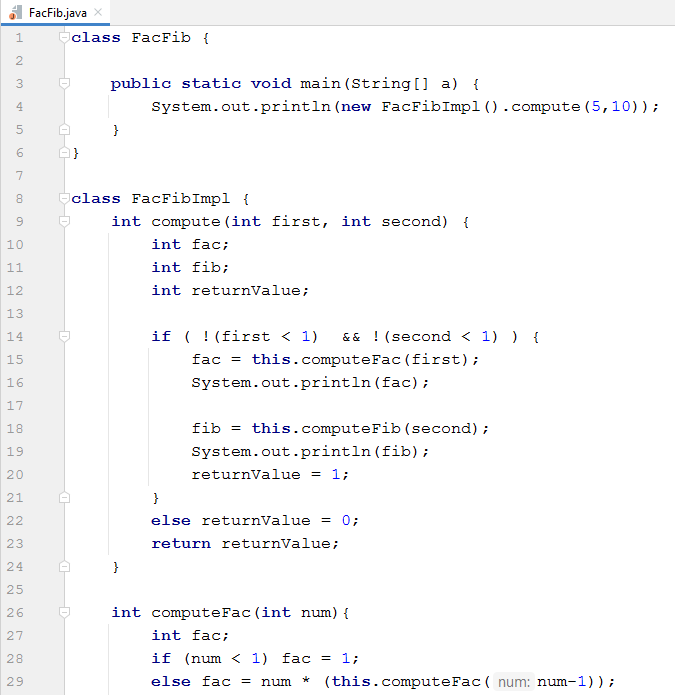 FacFib.java
1 class FacFib {
2
3 public static void main(String[] a) {
4 System.out.println(new FacFibImpl().compute(5,10));
5 }
6 }
7
8 class FacFibImpl {
9 int compute(int first, int second) {
10 int fac;
11 int fib;
12 int returnValue;
13
14 if ( !(first < 1)  && !(second < 1) ) {
15 fac = this.computeFac(first);
16 System.out.println(fac);
17
18 fib = this.computeFib(second);
19 System.out.println(fib);
20 returnValue = 1;
21 }
22 else returnValue = 0;
23 return returnValue;
24 }
25
26 int computeFac(int num){
27 int fac;
28 if (num < 1) fac = 1;
29 else fac = num * (this.computeFac( num: num-1));